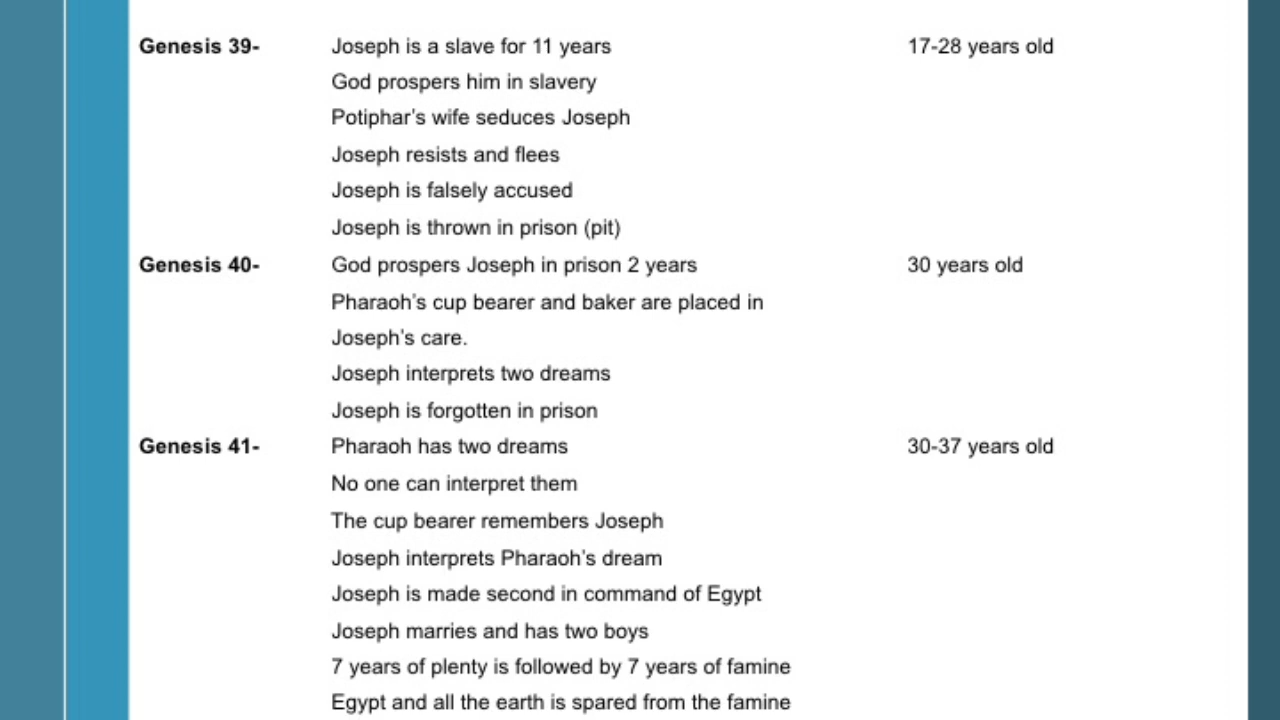 Genesis 39- Joseph is a slave for 11 years 17-28 years old
God prospers him in slavery
Potiphar's wife seduces Joseph
Joseph resists and flees
Joseph is falsely accused
Joseph is thrown in prison (pit)
Genesis 40- God prospers Joseph in prison 2 years 30 years old
Pharaoh's cup bearer and baker are placed in
Joseph's care.
Joseph interprets two dreams
Joseph is forgotten in prison
Genesis 41- Pharaoh has two dreams 30-37 years old
No one can interpret them
The cup bearer remembers Joseph
Joseph interprets Pharaoh's dream
Joseph is made second in command of Egypt
Joseph marries and has two boys
7 years of plenty is followed by 7 years of famine
Egypt and all the earth is spared from the famine